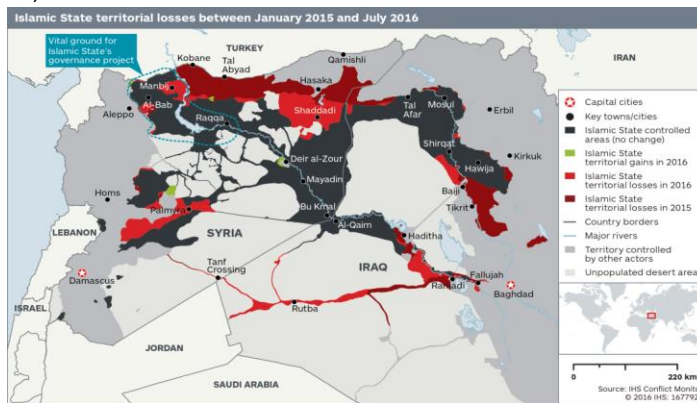 Islamic State territorial losses between January 2015 and July 2016
Vital ground for
Islamic State's
governance project
TURKEY
Kobane
Tal
Abyad
Qamishli
IRAN
Hasaka
Manbij
Al-Bab
Aleppo
Raqqa
Shaddadi
Tal
Afar
Mosul
Erbil
Shirqat
Hawija
Kirkuk
Deir al-Zour
Mayadin
Baiji
Tikrit
Homs
Palmyra
Bu Kmal
Al-Qaim
SYRIA
LEBANON
Haditha
Damascus
Tanf
Crossing
IRAQ
Fallujah
Ramadi
Baghdad
Rutba
ISRAEL
JORDAN
SAUDI ARABIA
Capital cities
Key towns/cities
Islamic State
controlled
areas (no change)
Islamic State
territorial gains in 2016
Islamic State
territorial losses in 2016
Islamic State
territorial losses in 2015
Country borders
Major rivers
Territory controlled
by other actors
Unpopulated desert area
0
220 km
Source: IHS Conflict Monito
© 2016 IHS: 167792